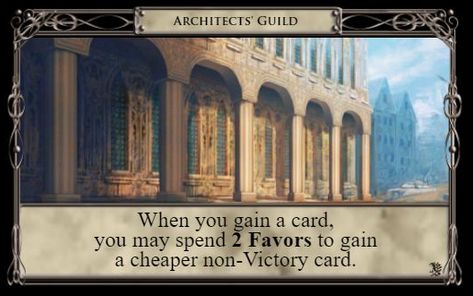 Architects' Guild
When you gain a card,
you may spend 2 Favors to gain
a cheaper non-Victory card.